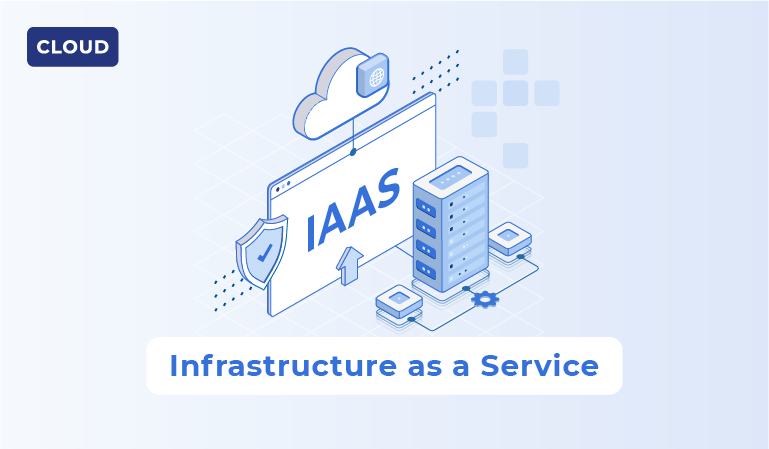 CLOUD
IAAS
Infrastructure as a Service